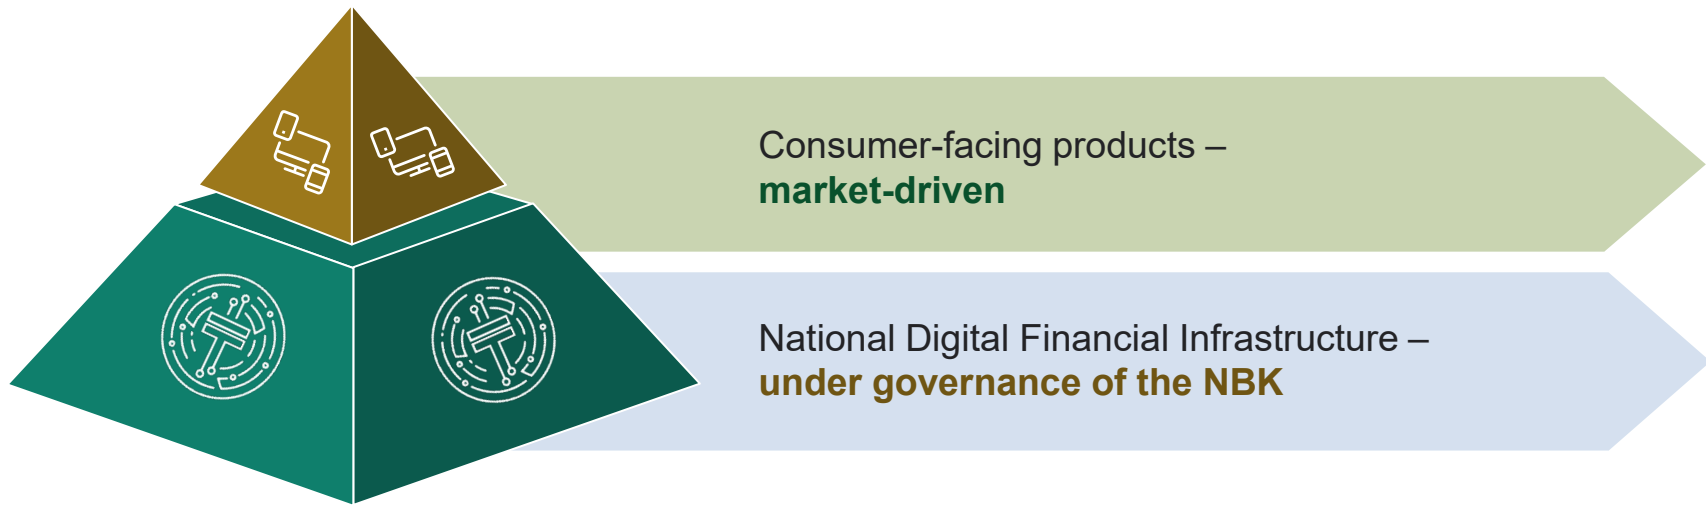 Consumer-facing products –
market-driven
National Digital Financial Infrastructure –
under governance of the NBK